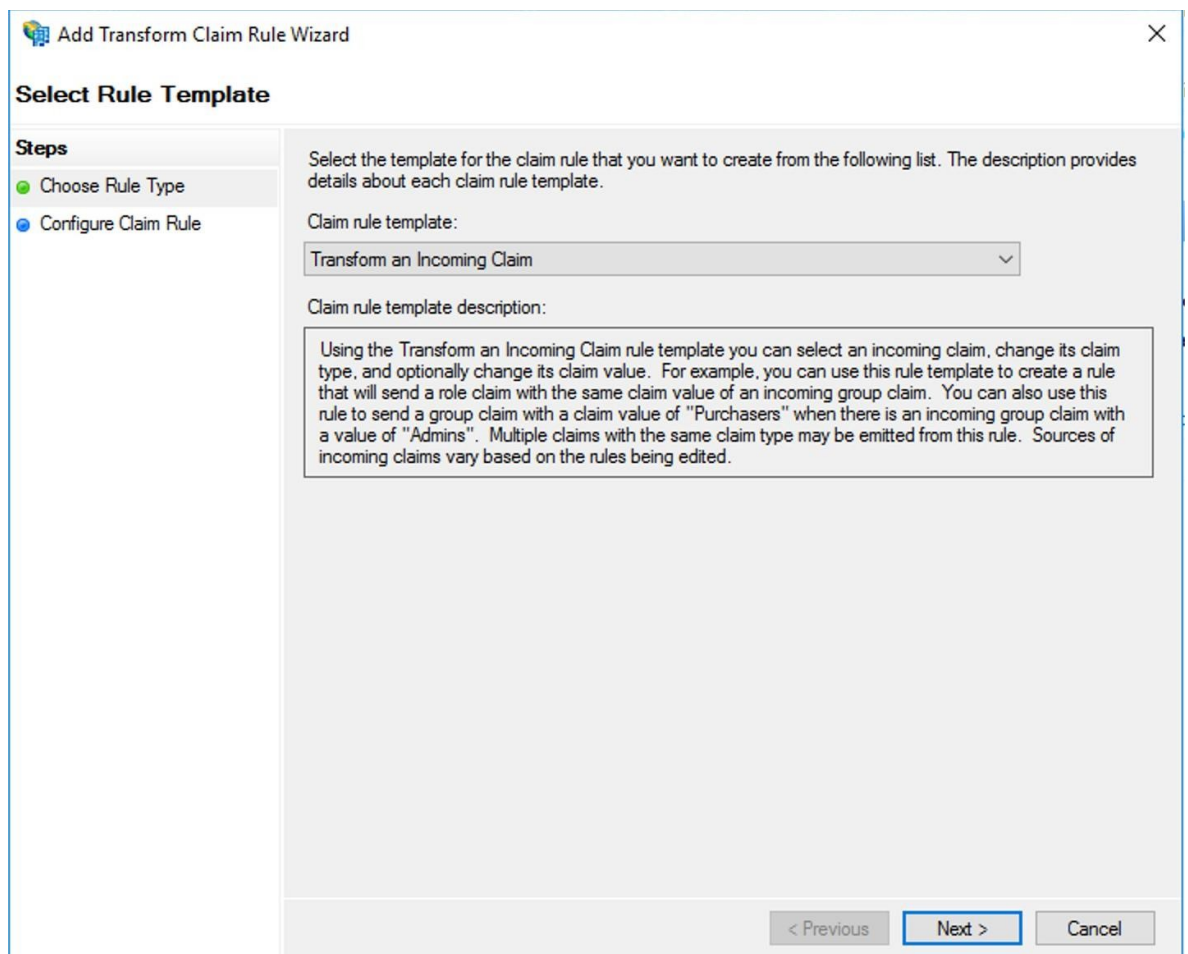 Add Transform Claim Rule Wizard
Select Rule Template
Steps
Choose Rule Type
Configure Claim Rule
Select the template for the claim rule that you want to create from the following list. The description provides
details about each claim rule template.
Claim rule template:
Transform an Incoming Claim
Claim rule template description:
Using the Transform an Incoming Claim rule template you can select an incoming claim, change its claim
type, and optionally change its claim value. For example, you can use this rule template to create a rule
that will send a role claim with the same claim value of an incoming group claim. You can also use this
rule to send a group claim with a claim value of "Purchasers" when there is an incoming group claim with
a value of "Admins". Multiple claims with the same claim type may be emitted from this rule. Sources of
incoming claims vary based on the rules being edited.
< Previous
Next >
Cancel